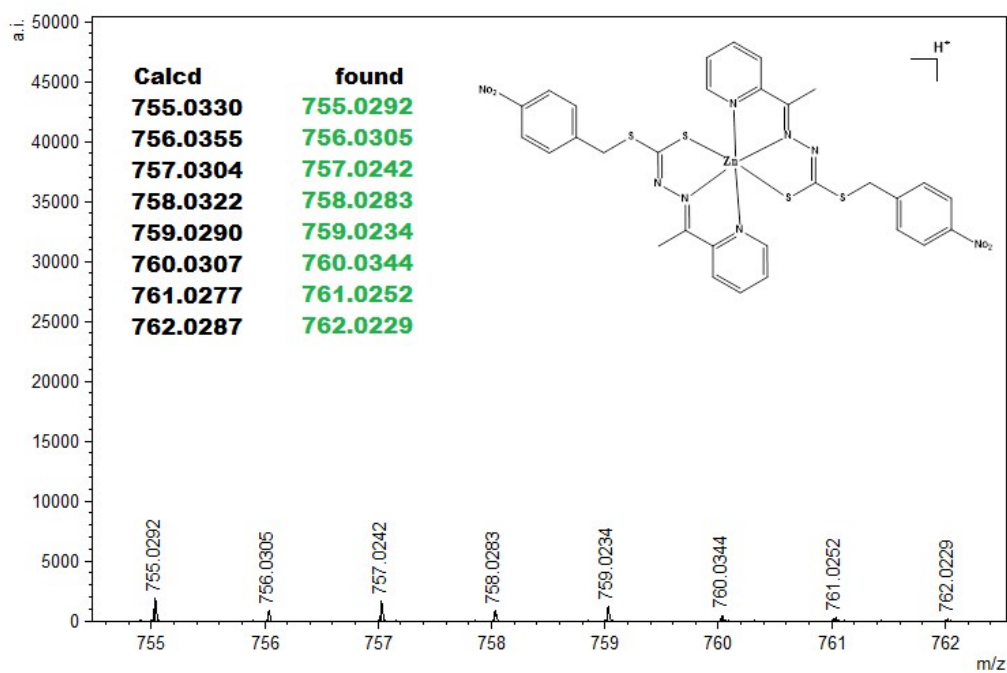 a.i.
50000
45000
40000
35000
30000
25000
20000
15000
10000
5000
0
Calcd found
755.0330 755.0292
756.0355 756.0305
757.0304 757.0242
758.0322 758.0283
759.0290 759.0234
760.0307 760.0344
761.0277 761.0252
762.0287 762.0229
H+
N
No2 S S N N
Zn
N N S S
N No2
755.0292
756.0305
757.0242
758.0283
759.0234
760.0344
761.0252
762.0229
755 756 757 758 759 760 761 762
m/z